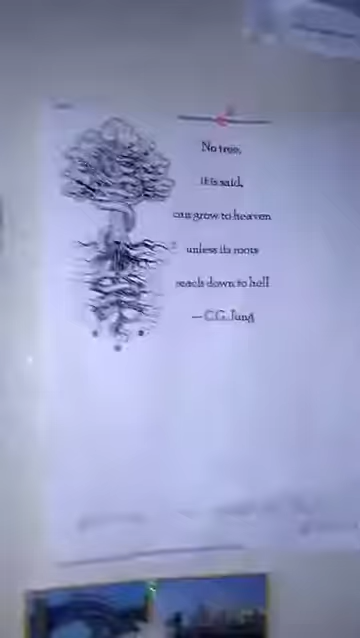 No tree,
it is said,
can grow to heaven
unless its roots
reach down to hell
— C.G. Jung